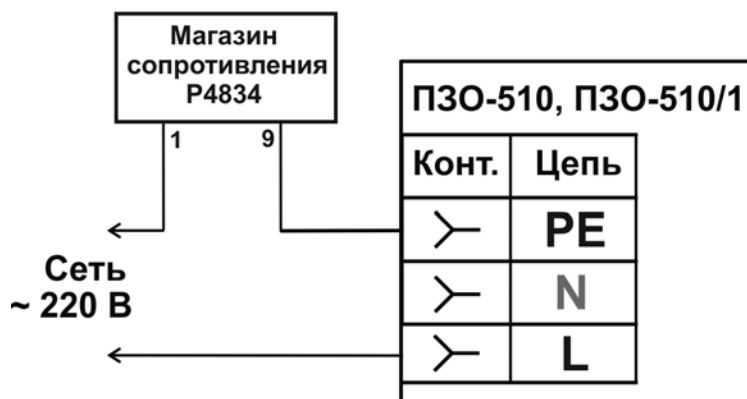 Магазин
сопротивления
Р4834
1
9
ПЗО-510, ПЗО-510/1
Конт.
Цепь
PE
N
L
Сеть
~ 220 В